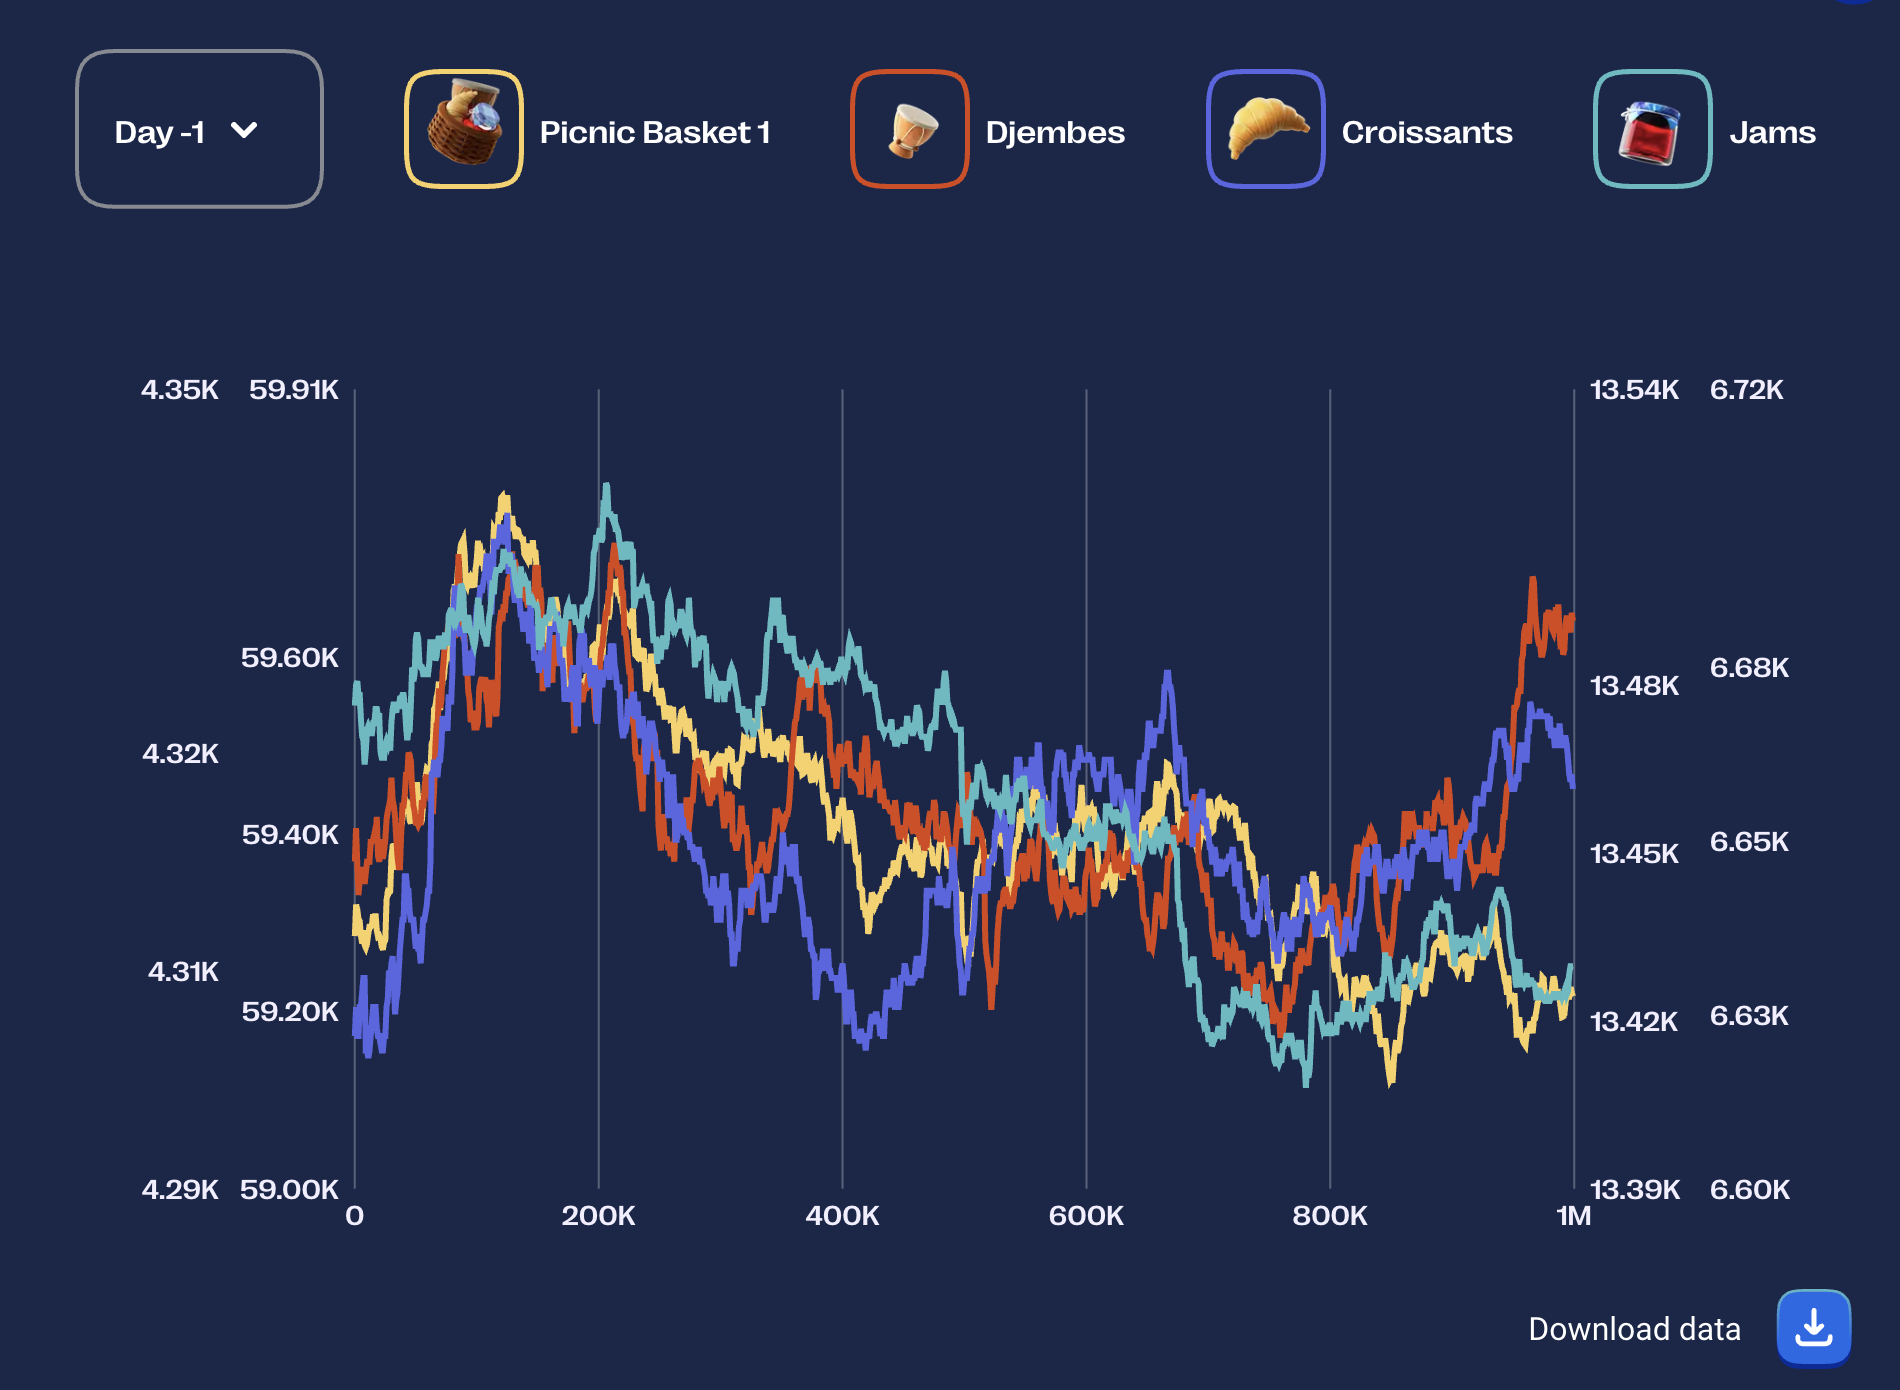 Day -1
Picnic Basket 1
Djembes
Croissants
Jams
4.35K 59.91K 13.54K 6.72K
59.60K 13.48K 6.68K
4.32K
59.40K 13.45K 6.65K
4.31K
59.20K 13.42K 6.63K
4.29K 59.00K 13.39K 6.60K
0 200K 400K 600K 800K 1M
Download data